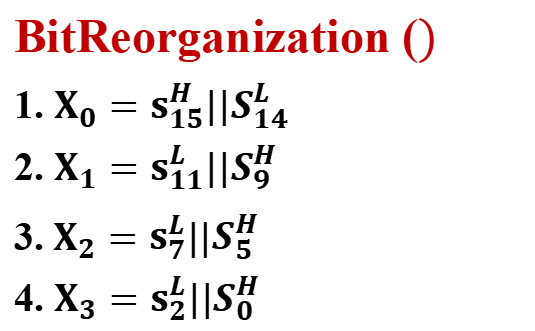 BitReorganization ()
1. X₀ = s₁₅ᴴ||S₁₄ᴸ
2. X₁ = s₁₁ᴸ||S₉ᴴ
3. X₂ = s₇ᴸ||S₅ᴴ
4. X₃ = s₂ᴸ||S₀ᴴ